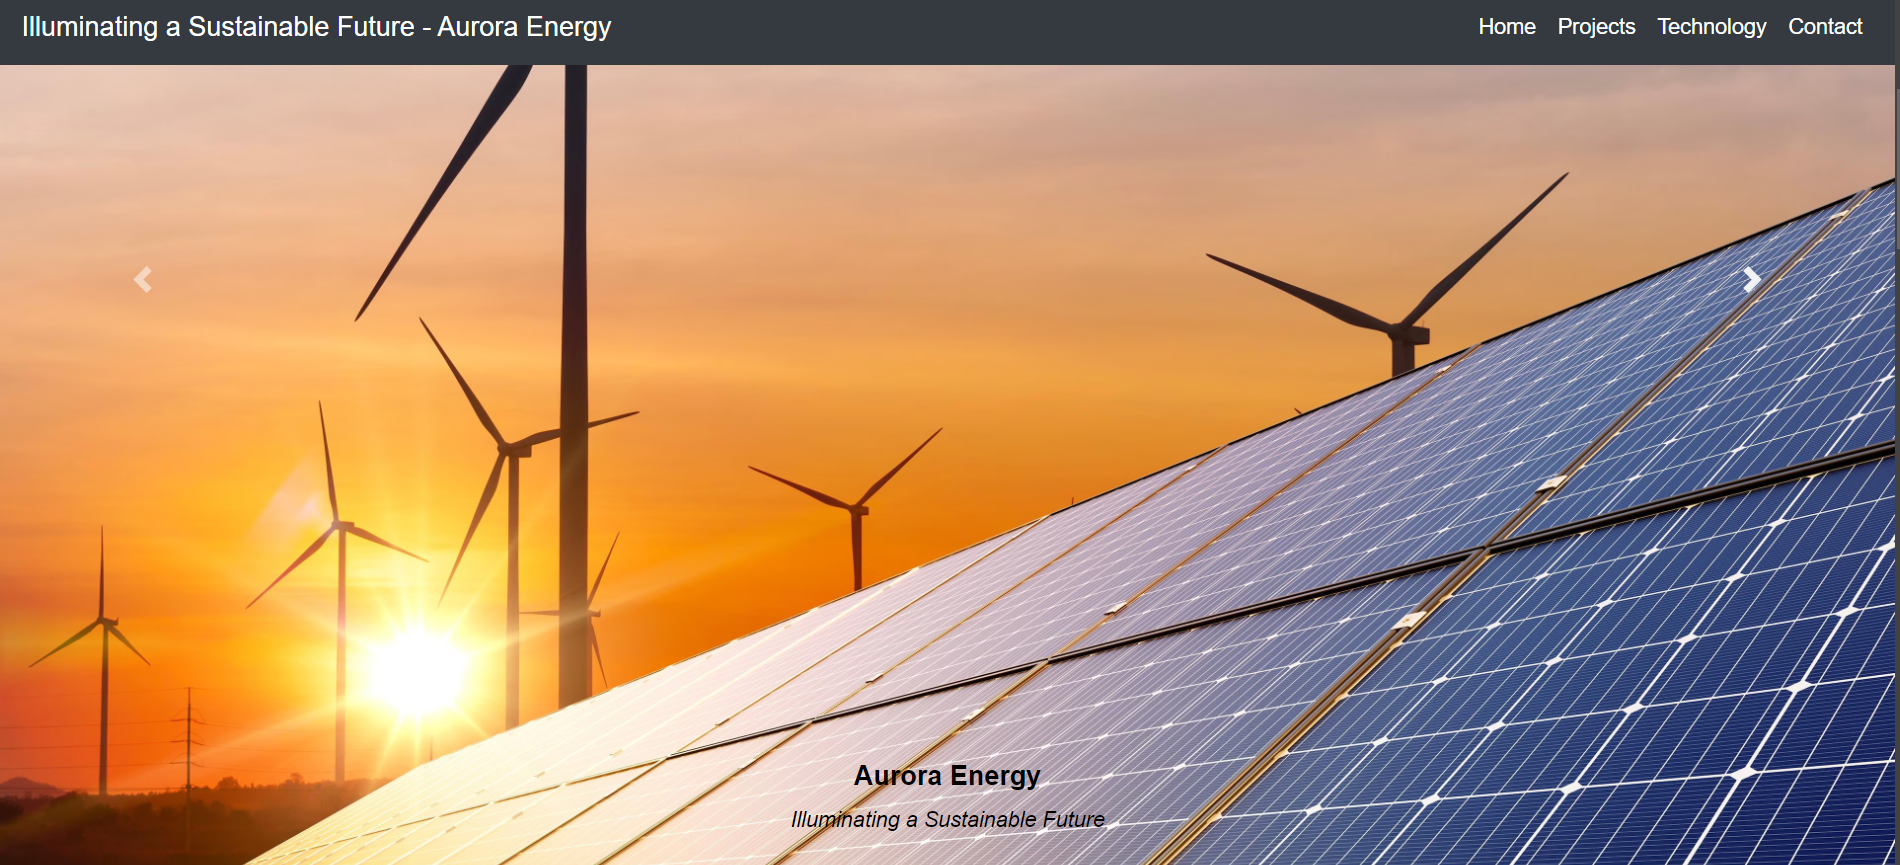 Illuminating a Sustainable Future - Aurora Energy
Home Projects Technology Contact
Aurora Energy
Illuminating a Sustainable Future